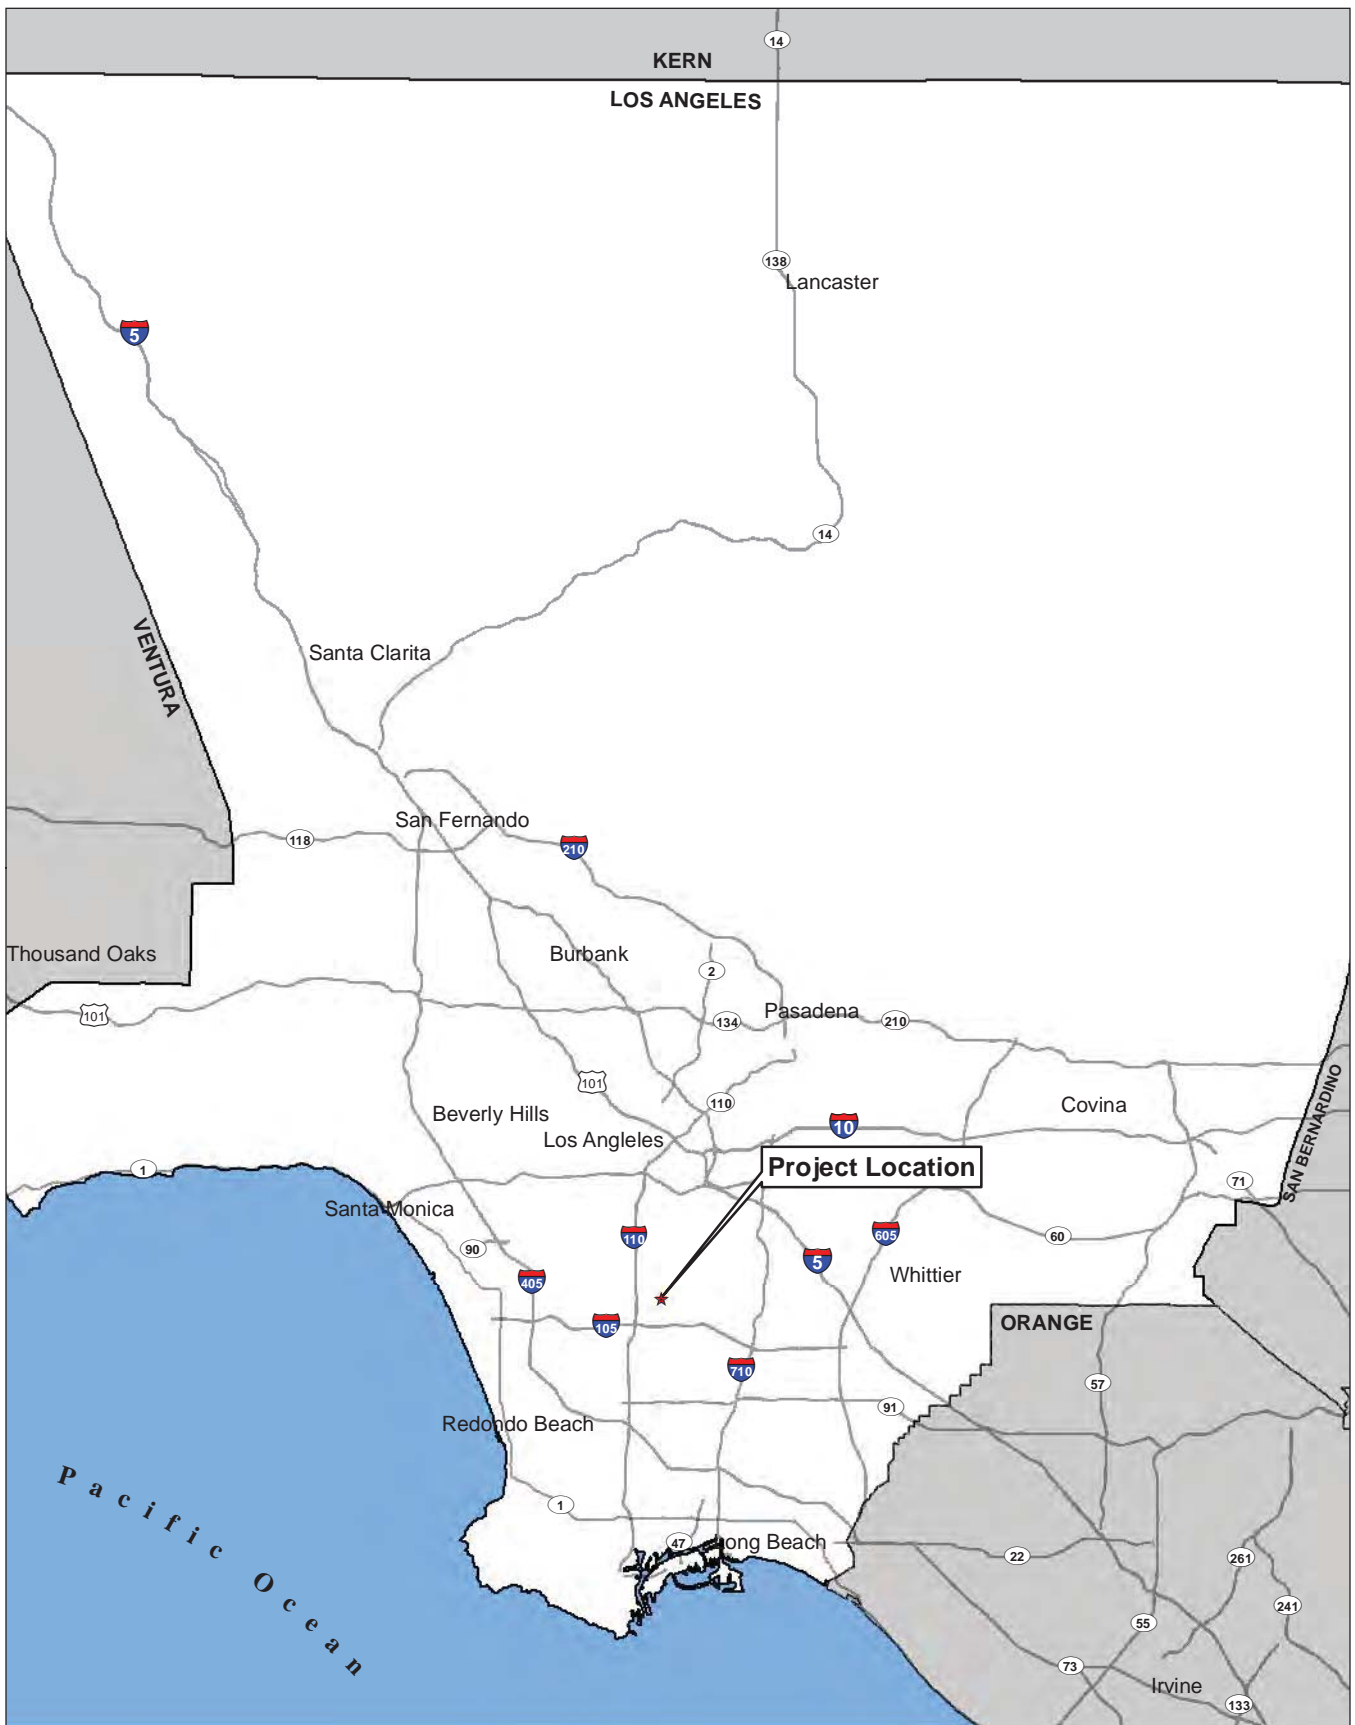 14
KERN
LOS ANGELES
138
Lancaster
5
14
VENTURA
Santa Clarita
San Fernando
118
210
Thousand Oaks
Burbank
2
101
134
Pasadena
210
101
110
Beverly Hills
Covina
10
Los Angleles
SAN BERNARDINO
Project Location
1
71
Santa Monica
110
605
60
90
5
405
Whittier
105
ORANGE
710
57
91
Redondo Beach
Pacific Ocean
1
47
ong Beach
22
261
241
55
73
Irvine
133